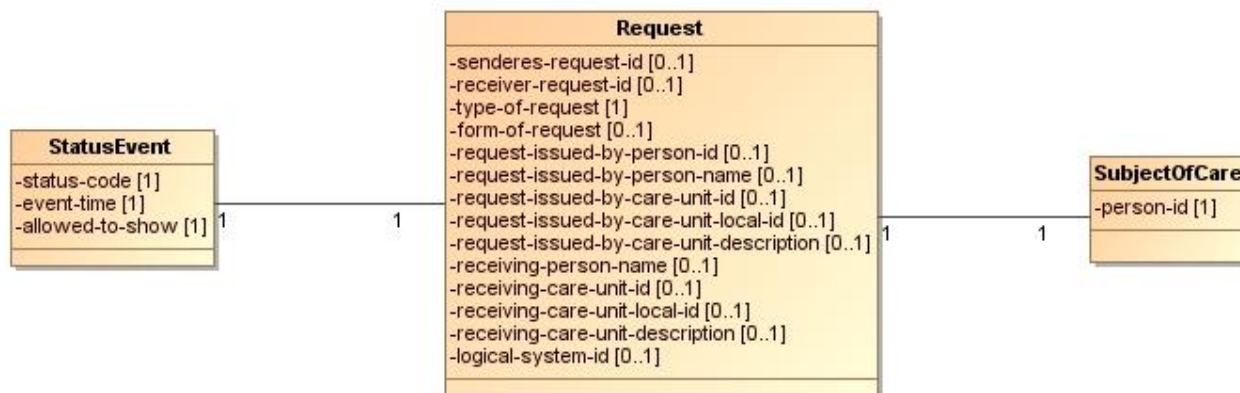 StatusEvent
-status-code [1]
-event-time [1]
-allowed-to-show [1]
1
1
Request
-senderes-request-id [0..1]
-receiver-request-id [0..1]
-type-of-request [1]
-form-of-request [0..1]
-request-issued-by-person-id [0..1]
-request-issued-by-person-name [0..1]
-request-issued-by-care-unit-id [0..1]
-request-issued-by-care-unit-local-id [0..1]
-request-issued-by-care-unit-description [0..1]
-receiving-person-name [0..1]
-receiving-care-unit-id [0..1]
-receiving-care-unit-local-id [0..1]
-receiving-care-unit-description [0..1]
-logical-system-id [0..1]
1
1
SubjectOfCare
-person-id [1]